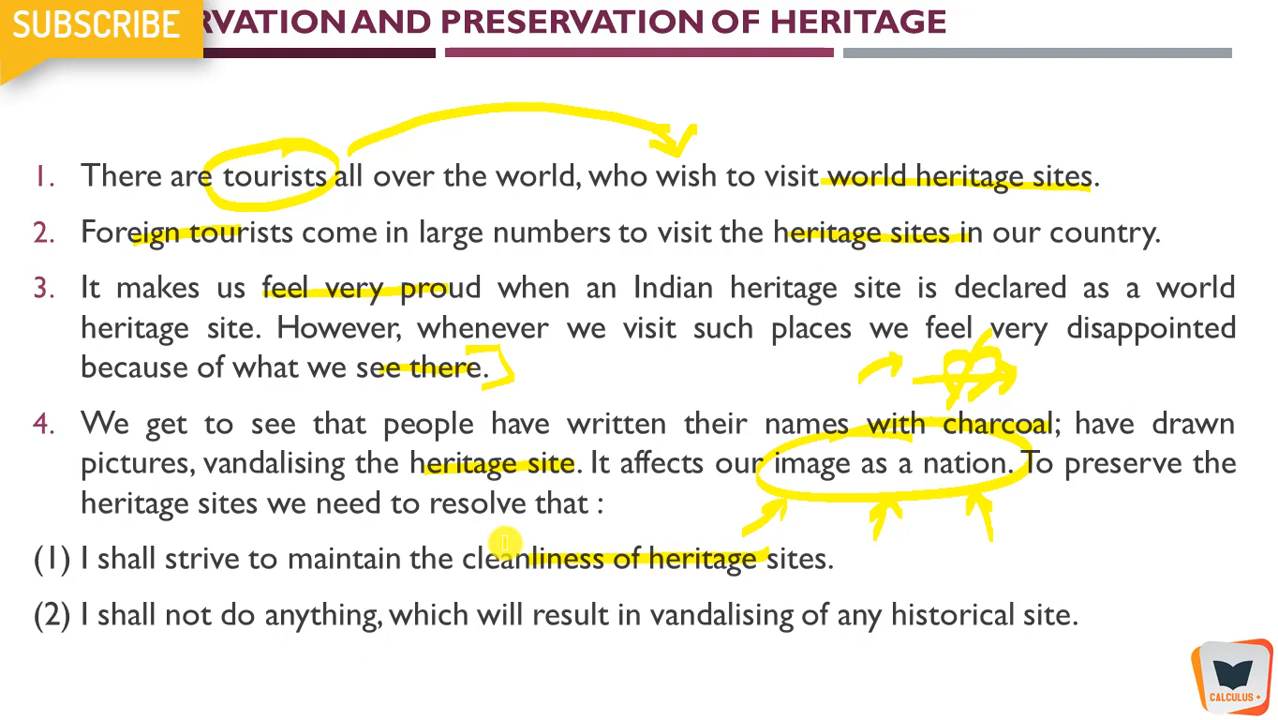 SUBSCRIBE
RVATION AND PRESERVATION OF HERITAGE
1. There are tourists all over the world, who wish to visit world heritage sites.
2. Foreign tourists come in large numbers to visit the heritage sites in our country.
3. It makes us feel very proud when an Indian heritage site is declared as a world
heritage site. However, whenever we visit such places we feel very disappointed
because of what we see there.
4. We get to see that people have written their names with charcoal; have drawn
pictures, vandalising the heritage site. It affects our image as a nation. To preserve the
heritage sites we need to resolve that :
(1) I shall strive to maintain the cleanliness of heritage sites.
(2) I shall not do anything, which will result in vandalising of any historical site.
CALCULUS +